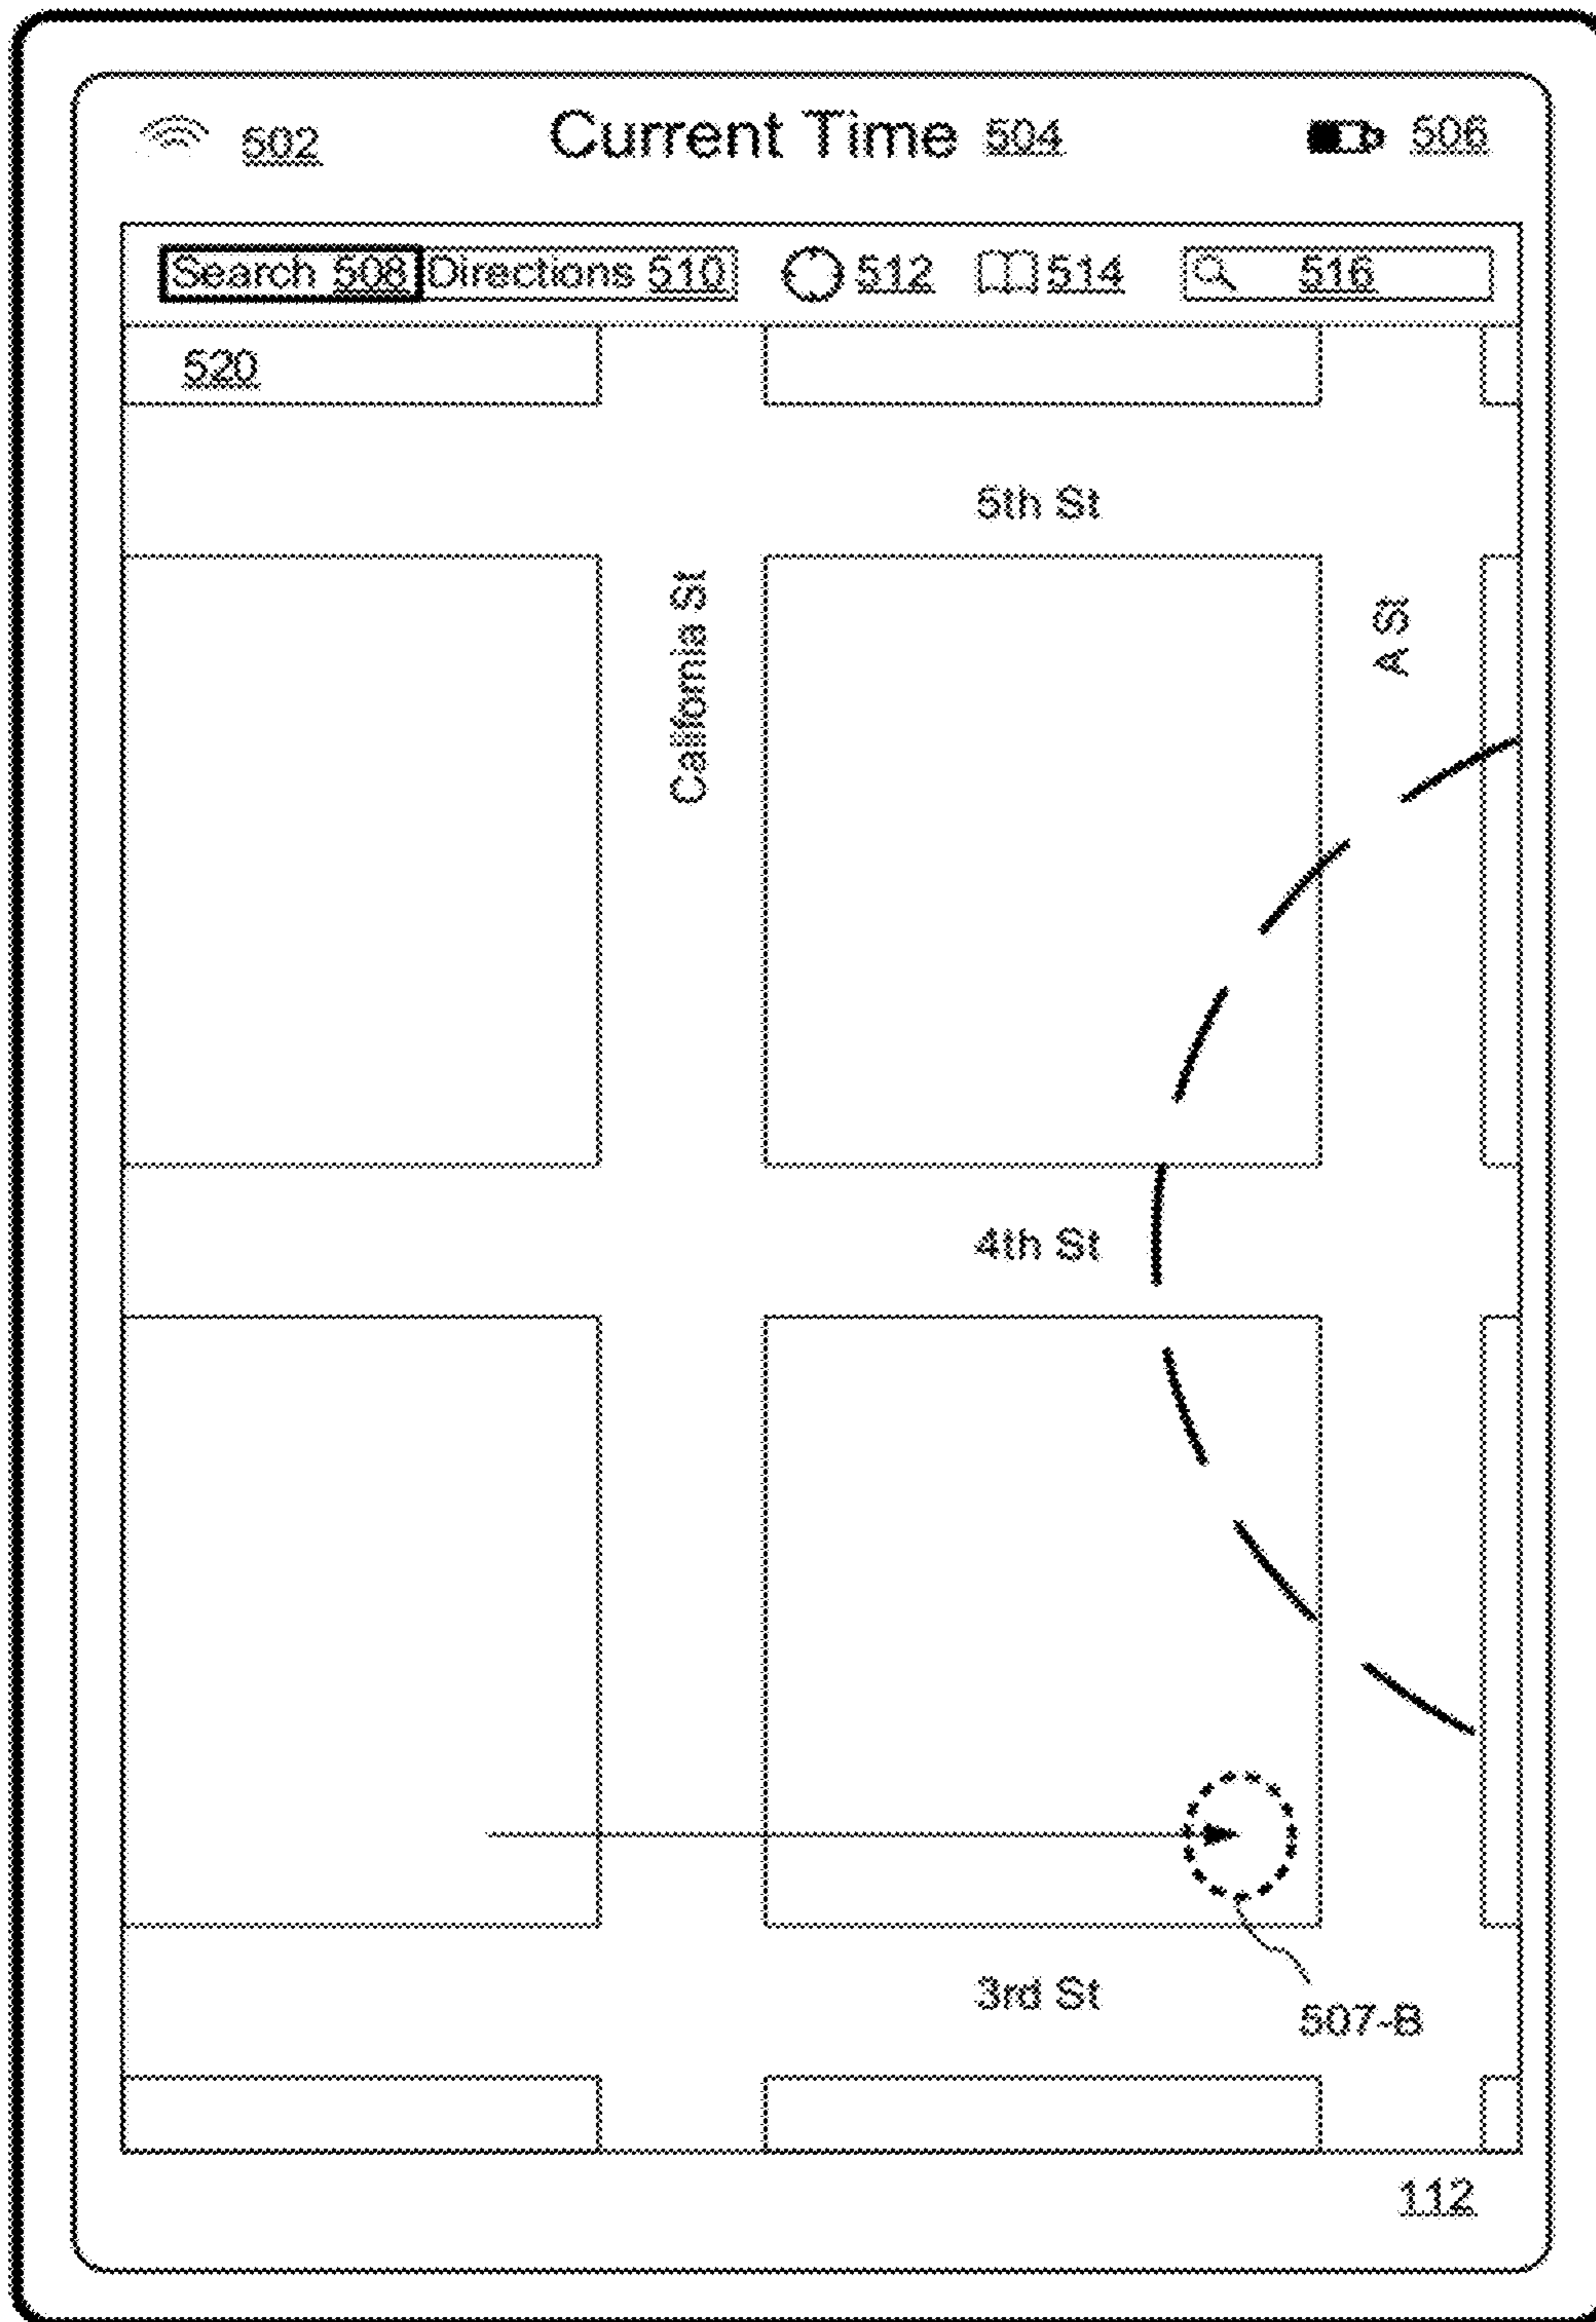 502 Current Time 504 506
Search 508 Directions 510 512 514 516
520
5th St
California St
A St
4th St
3rd St
507-B
112